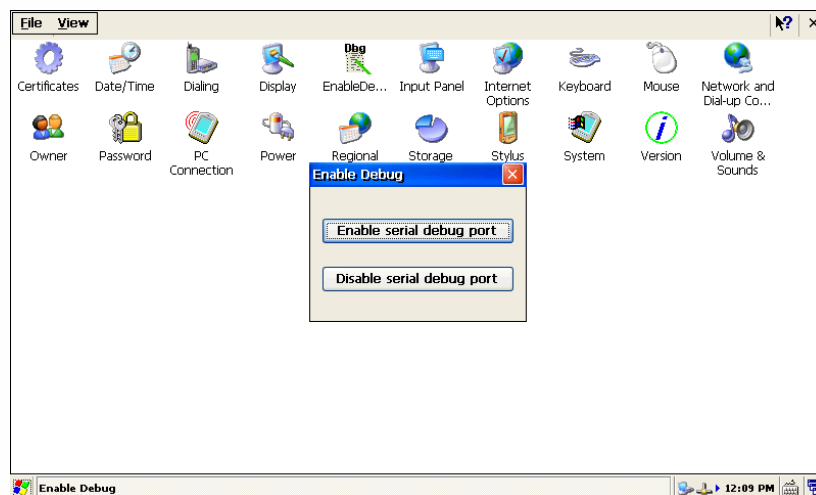 File View
Dbg
Certificates Date/Time Dialing Display EnableDe... Input Panel Internet Options Keyboard Mouse Network and Dial-up Co...
Owner Password PC Connection Power Regional Storage Stylus System Version Volume & Sounds
Enable Debug
Enable serial debug port
Disable serial debug port
Enable Debug 12:09 PM